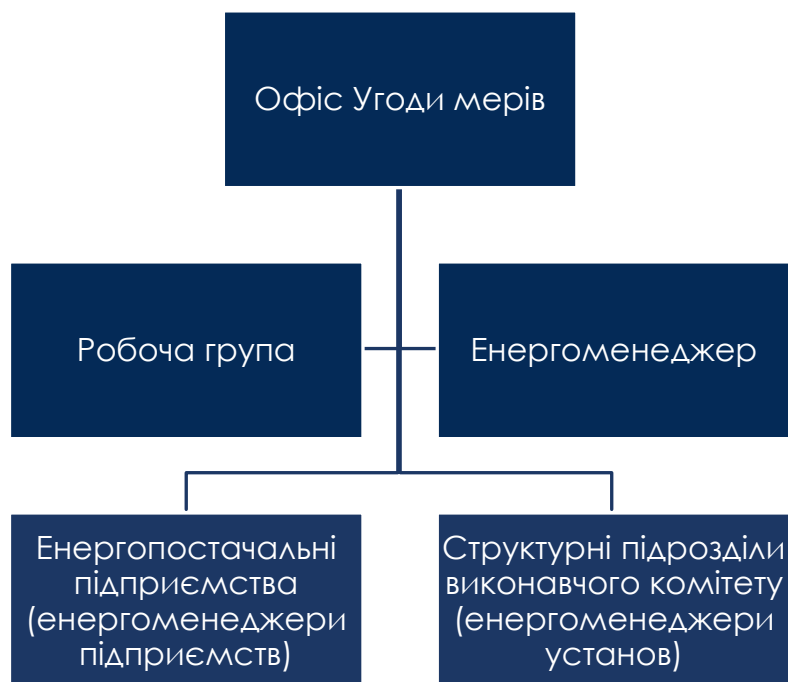 Офіс Угоди мерів
Робоча група
Енергоменеджер
Енергопостачальні
підприємства
(енергоменеджери
підприємств)
Структурні підрозділи
виконавчого комітету
(енергоменеджери
установ)